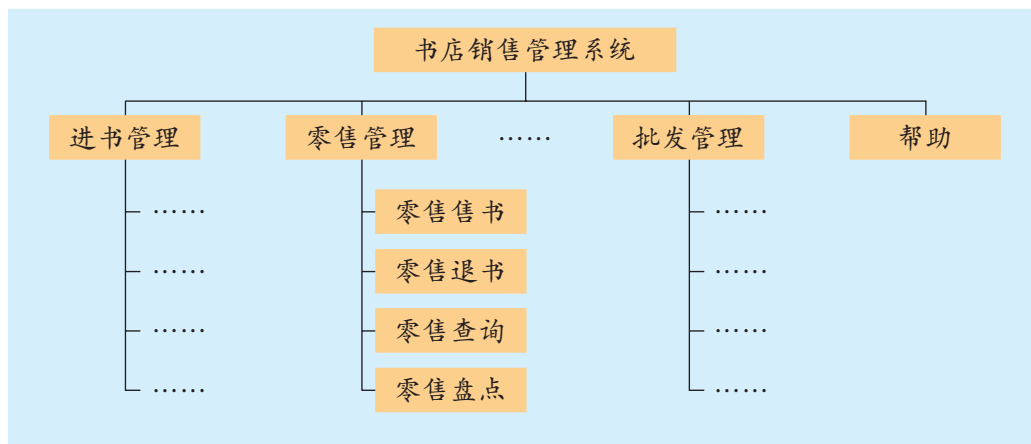 书店销售管理系统
进书管理 零售管理 …… 批发管理 帮助
…… 零售售书 ……
…… 零售退书 ……
…… 零售查询 ……
…… 零售盘点 ……